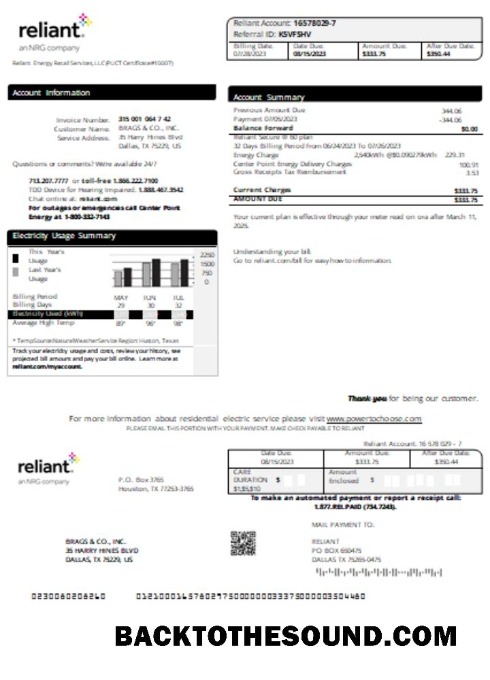 reliant
an NRG company
Reliant Energy Retail Services, LLC (PUCT Certificate #10007)
Reliant Account: 16578029-7
Referral ID: K5VFSHV
Billing Date: Date Due: Amount Due: After Due Date:
07/28/2023 08/15/2023 $333.75 $350.44
Account Information
Invoice Number: 315 001 064 7 42
Customer Name: BRAGS & CO., INC.
Service Address: 35 Harry Hines Blvd
Dallas, TX 75229, US
Questions or comments? We're available 24/7
713.207.7777 or toll-free 1.866.222.7100
TDD Device for Hearing Impaired: 1.888.467.3542
Chat online at: reliant.com
For outages or emergencies call Center Point
Energy at 1-800-332-7143
Account Summary
Previous Amount Due 344.06
Payment 07/05/2023 -344.06
Balance Forward $0.00
Reliant Secure @ 60 plan
32 Days Billing Period from 06/24/2023 To 07/26/2023
Energy Charge 2,540kWh @$0.090279/kWh 229.31
Center Point Energy Delivery Charges 100.91
Gross Receipts Tax Reimbursement 3.53
Current Charges $333.75
AMOUNT DUE $333.75
Your current plan is effective through your meter read on or after March 11,
2025.
Understanding your bill:
Go to reliant.com/bill for easy how to information.
Electricity Usage Summary
This Year's
Usage
Last Year's
Usage
2250
1500
750
0
Billing Period MAY JUN JUL
Billing Days 29 30 32
Electricity Used (kWh)
Average High Temp 89° 96° 98°
* Temp Source: National Weather Service Region: Huston, Texas
Track your electricity usage and costs, review your history, see
projected bill amount and pay your bill online. Learn more at
reliant.com/myaccount.
Thank you for being our customer.
For more information about residential electric service please visit www.powertochoose.com
PLEASE EMAIL THIS PORTION WITH YOUR PAYMENT. MAKE CHECK PAYABLE TO RELIANT
reliant
an NRG company
P.O. Box 3765
Houston, TX 77253-3765
Reliant Account: 16 578 029 - 7
Date Due: Amount Due: After Due Date:
08/15/2023 $333.75 $350.44
CARE
DURATION $
$1,$5,$10
Amount
Enclosed $
To make an automated payment or report a receipt call:
1.877.REL.PAID (734.7243).
MAIL PAYMENT TO:
BRAGS & CO., INC.
35 HARRY HINES BLVD
DALLAS, TX 75229, US
RELIANT
PO BOX 650475
DALLAS TX 75265-0475
BACKTOTHESOUND.COM